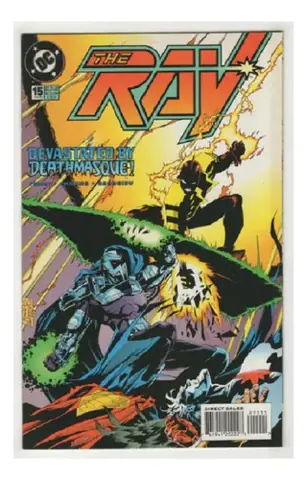 DC
THE
RAY
15
DEVASTATED BY
DEATHMASQUE!
DIRECT SALES